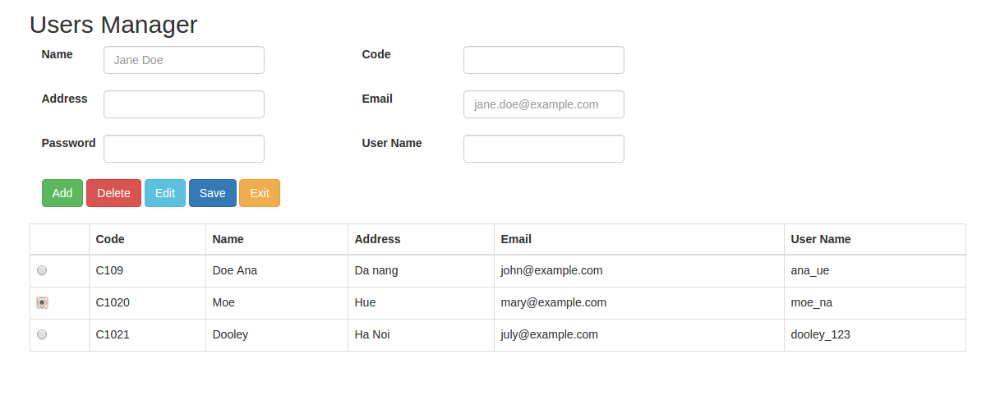 Users Manager
Name Jane Doe Code
Address Email jane.doe@example.com
Password User Name
Add Delete Edit Save Exit
Code Name Address Email User Name
C109 Doe Ana Da nang john@example.com ana_ue
C1020 Moe Hue mary@example.com moe_na
C1021 Dooley Ha Noi july@example.com dooley_123